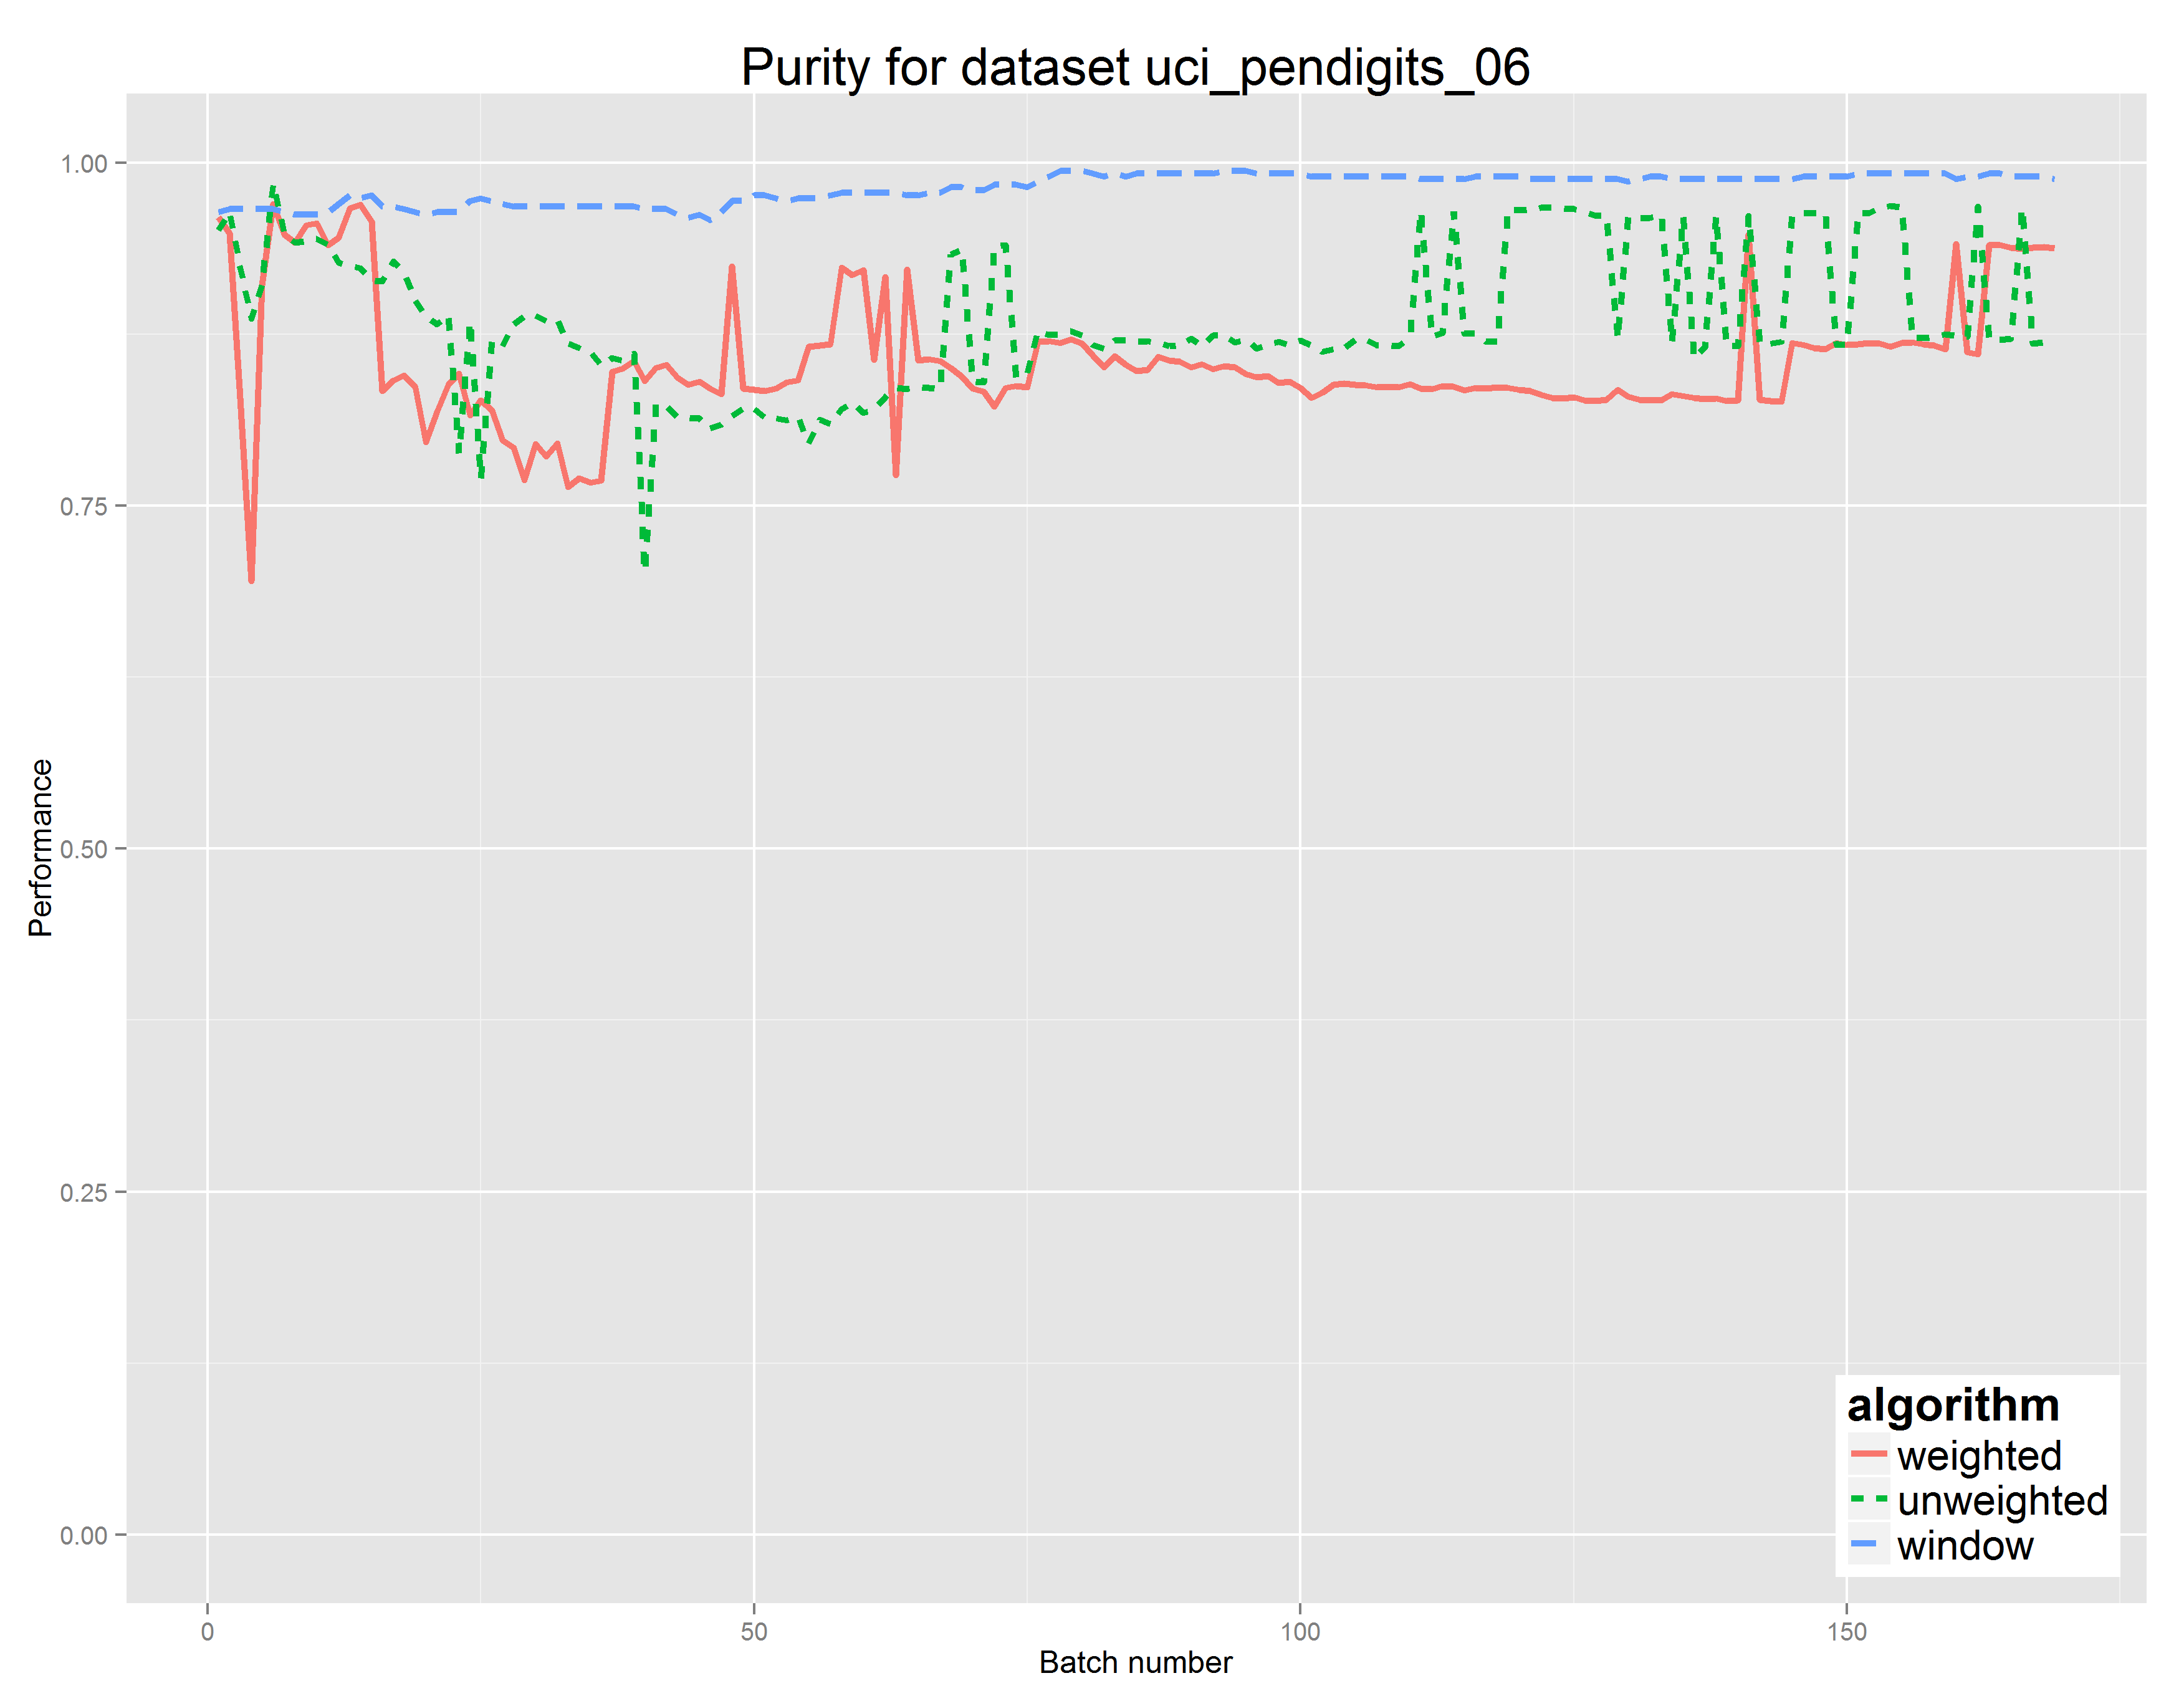 Purity for dataset uci_pendigits_06
1.00
0.75
0.50
0.25
0.00
Performance
0
50
100
150
Batch number
algorithm
weighted
unweighted
window